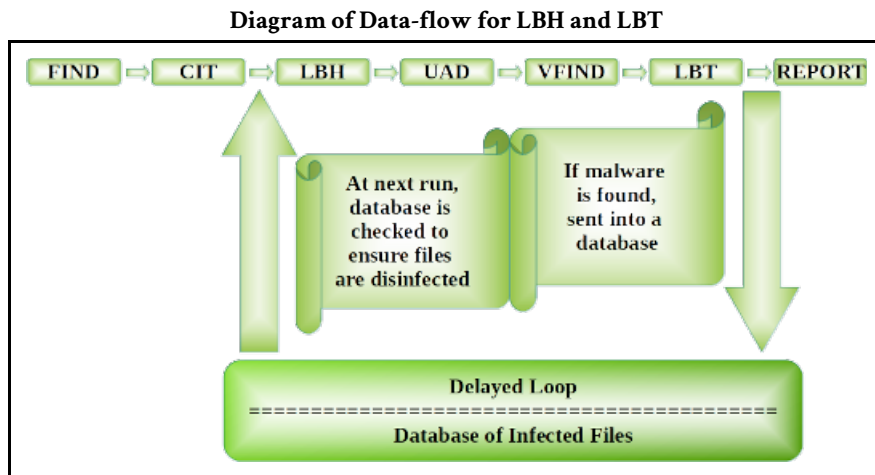 Diagram of Data-flow for LBH and LBT
FIND CIT LBH UAD VFIND LBT REPORT
At next run,
database is
checked to
ensure files
are disinfected
If malware
is found,
sent into a
database
Delayed Loop
===========================================
Database of Infected Files